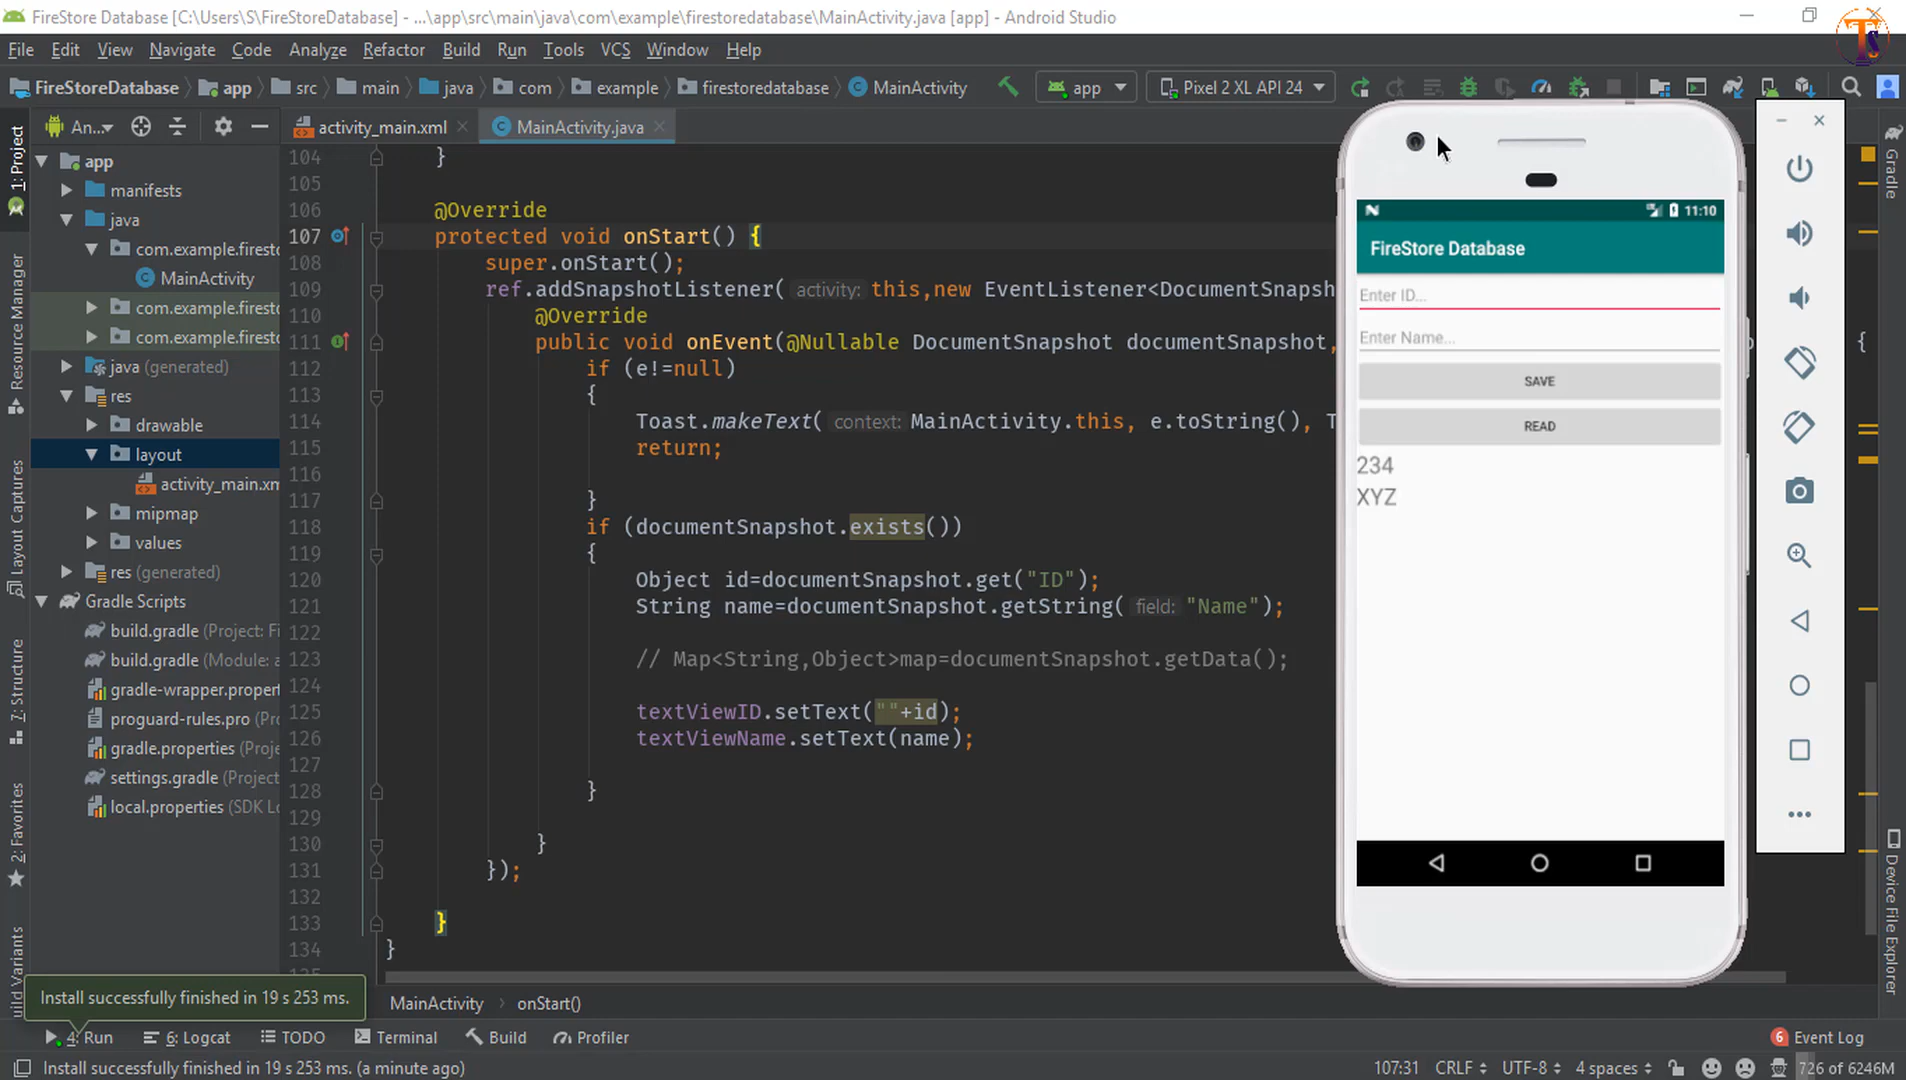 FireStore Database [C:\Users\S\FireStoreDatabase] - ...\app\src\main\java\com\example\firestoredatabase\MainActivity.java [app] - Android Studio
File Edit View Navigate Code Analyze Refactor Build Run Tools VCS Window Help
FireStoreDatabase app src main java com example firestoredatabase MainActivity app Pixel 2 XL API 24
An... activity_main.xml MainActivity.java
1: Project
Resource Manager
Layout Captures
7: Structure
2: Favorites
uild Variants
app
manifests
java
com.example.firesto
MainActivity
com.example.firesto
com.example.firesto
java (generated)
res
drawable
layout
activity_main.xm
mipmap
values
res (generated)
Gradle Scripts
build.gradle (Project: Fi
build.gradle (Module: a
gradle-wrapper.propert
proguard-rules.pro (Pro
gradle.properties (Proje
settings.gradle (Project
local.properties (SDK Lo
104 }
105
106 @Override
107 protected void onStart() {
108 super.onStart();
109 ref.addSnapshotListener( activity: this,new EventListener<DocumentSnapsh
110 @Override
111 public void onEvent(@Nullable DocumentSnapshot documentSnapshot, {
112 if (e!=null)
113 {
114 Toast.makeText( context: MainActivity.this, e.toString(), T
115 return;
116
117 }
118 if (documentSnapshot.exists())
119 {
120 Object id=documentSnapshot.get("ID");
121 String name=documentSnapshot.getString( field: "Name");
122
123 // Map<String,Object>map=documentSnapshot.getData();
124
125 textViewID.setText(""+id);
126 textViewName.setText(name);
127
128 }
129
130 }
131 });
132
133 }
134 }
MainActivity onStart()
11:10
FireStore Database
Enter ID...
Enter Name...
SAVE
READ
234
XYZ
Gradle
Device File Explorer
Install successfully finished in 19 s 253 ms.
4: Run 6: Logcat TODO Terminal Build Profiler 6 Event Log
Install successfully finished in 19 s 253 ms. (a minute ago) 107:31 CRLF UTF-8 4 spaces 726 of 6246M